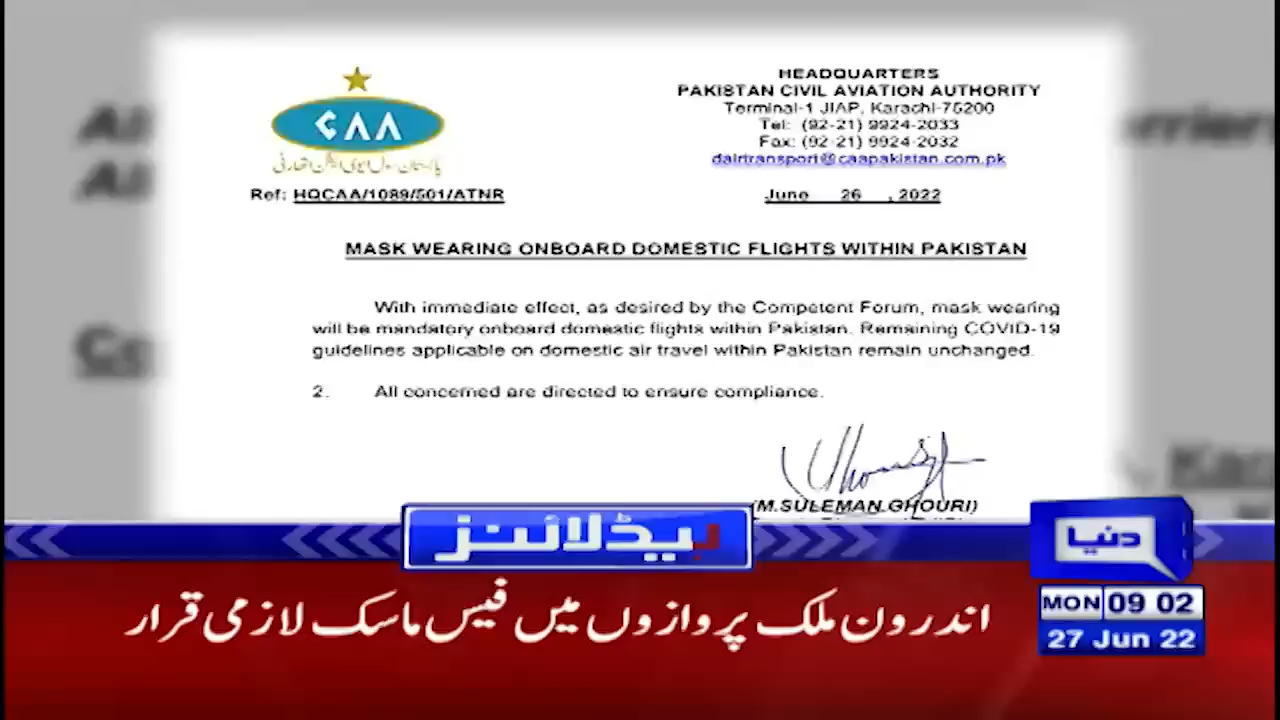 HEADQUARTERS
PAKISTAN CIVIL AVIATION AUTHORITY
Terminal-1 JIAP, Karachi-75200
Tel: (92-21) 9924-2033
Fax: (92-21) 9924-2032
dairtransport@caapakistan.com.pk
CAA
پاکستان سول ایوی ایشن اتھارٹی
Ref: HQCAA/1089/501/ATNR
June 26 , 2022
MASK WEARING ONBOARD DOMESTIC FLIGHTS WITHIN PAKISTAN
With immediate effect, as desired by the Competent Forum, mask wearing
will be mandatory onboard domestic flights within Pakistan. Remaining COVID-19
guidelines applicable on domestic air travel within Pakistan remain unchanged.
2. All concerned are directed to ensure compliance.
(M.SULEMAN GHOURI)
ہیڈلائنز
دنیا
اندرون ملک پروازوں میں فیس ماسک لازمی قرار
MON 09 02
27 Jun 22